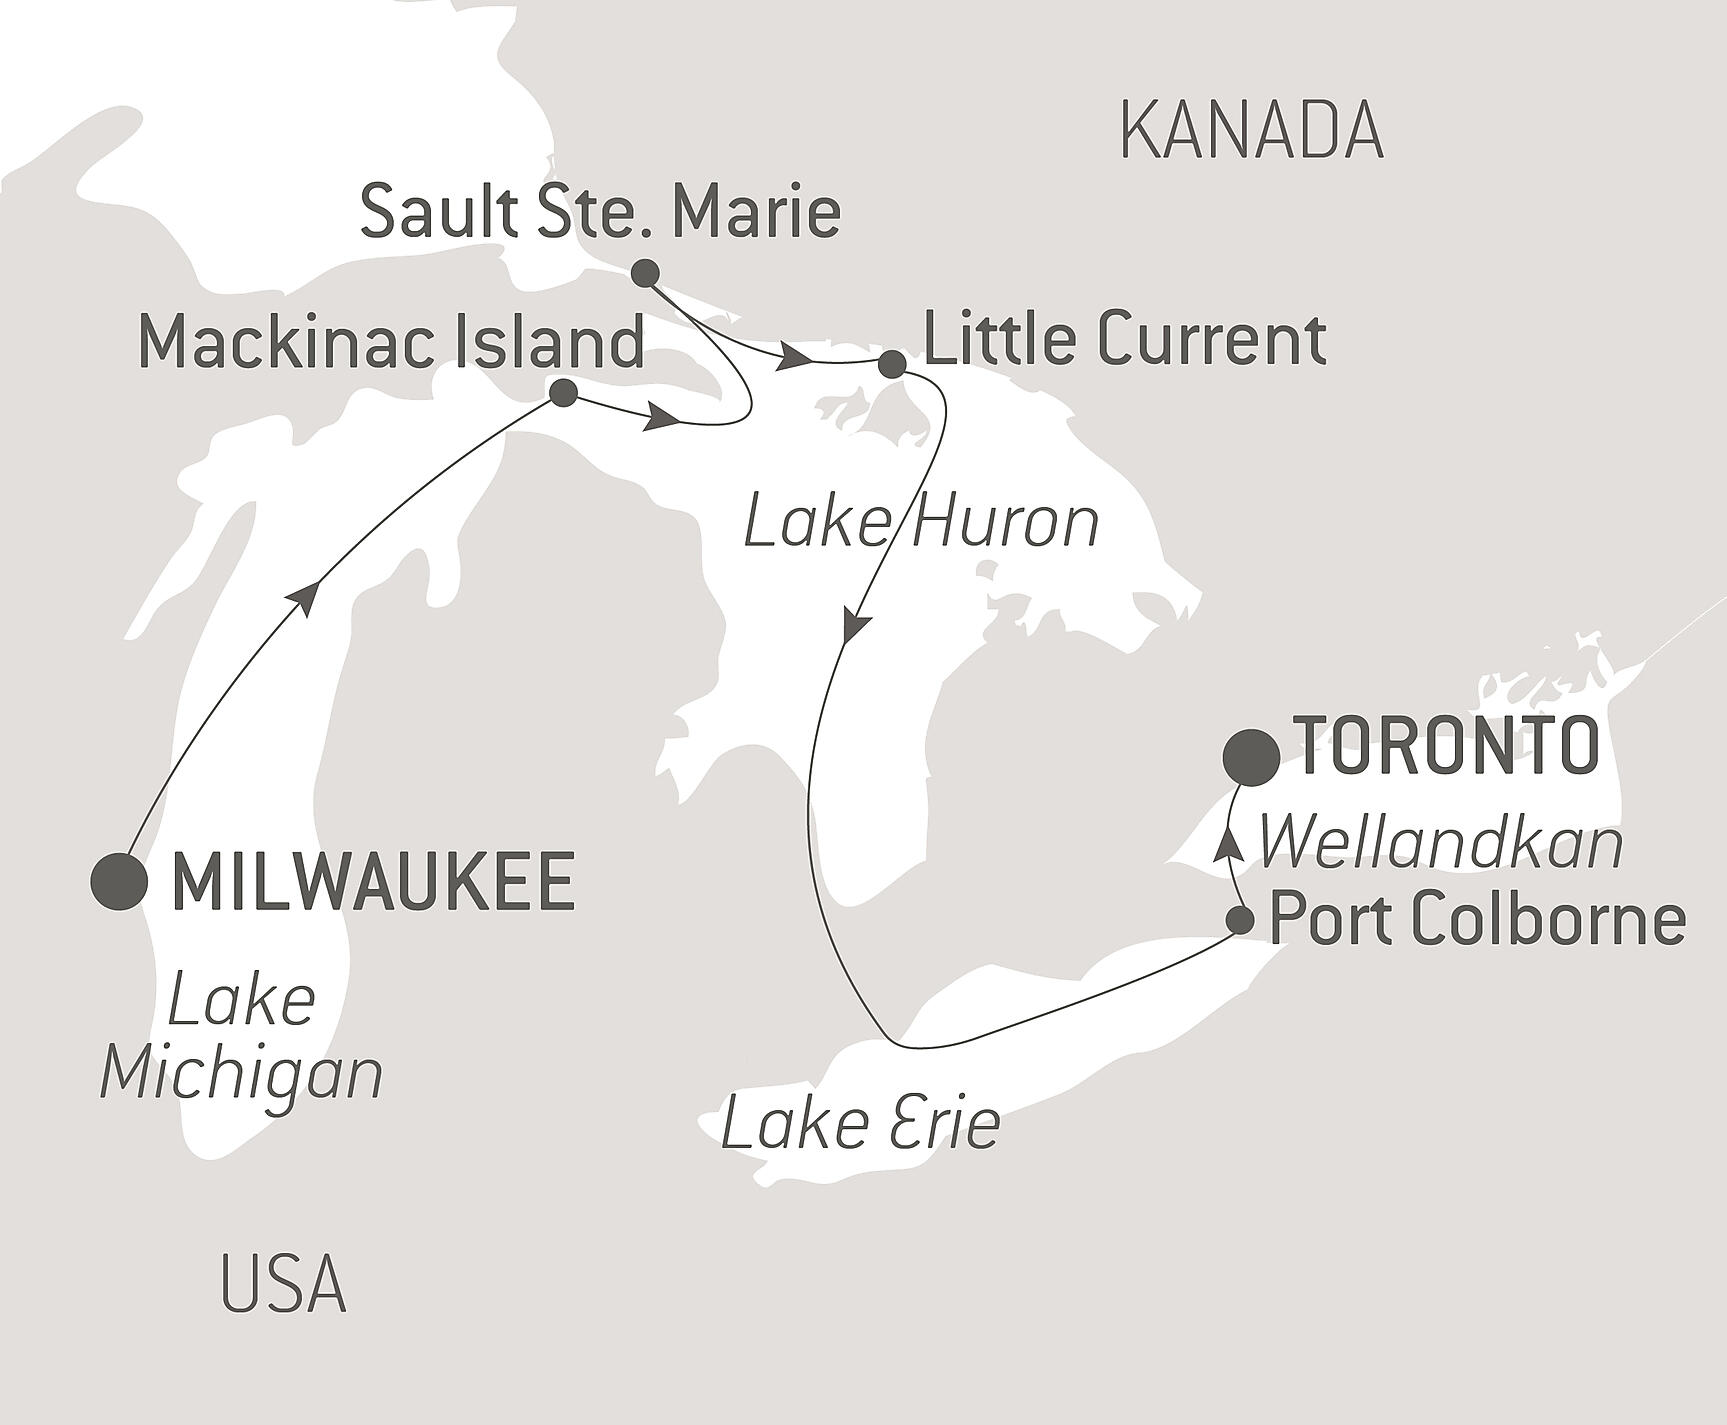 KANADA
Sault Ste. Marie
Mackinac Island
Little Current
Lake Huron
TORONTO
Wellandkan
MILWAUKEE
Port Colborne
Lake
Michigan
Lake Erie
USA